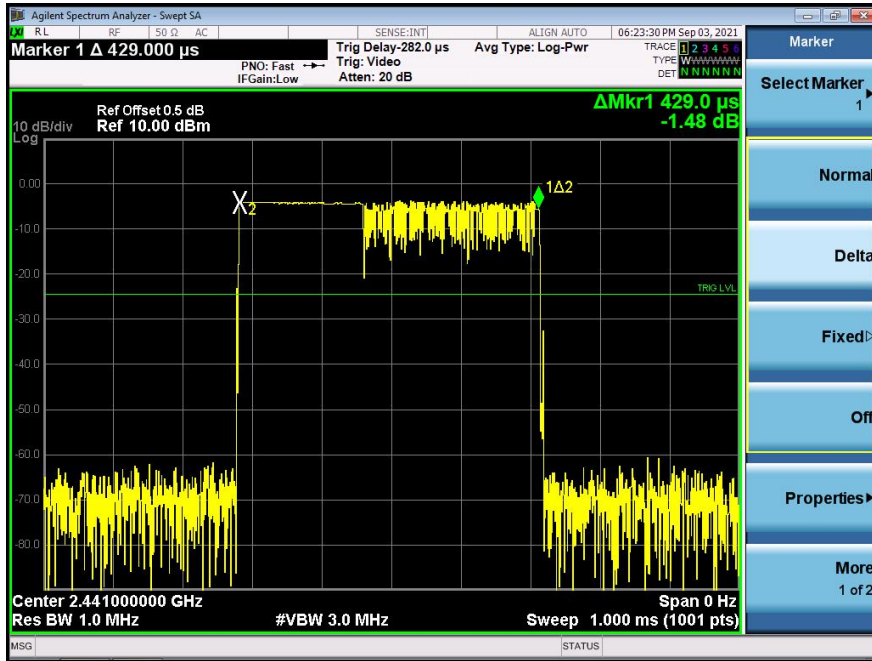 Agilent Spectrum Analyzer - Swept SA
LXI RL RF 50 Ω AC SENSE:INT ALIGN AUTO 06:23:30 PM Sep 03, 2021
Marker 1 Δ 429.000 µs
PNO: Fast
IFGain:Low
Trig Delay-282.0 µs
Trig: Video
Atten: 20 dB
Avg Type: Log-Pwr
TRACE 1 2 3 4 5 6
TYPE WWWWWW
DET N N N N N N
Ref Offset 0.5 dB
Ref 10.00 dBm
10 dB/div
Log
ΔMkr1 429.0 µs
-1.48 dB
0.00
-10.0
-20.0
-30.0
-40.0
-50.0
-60.0
-70.0
-80.0
2
1Δ2
TRIG LVL
Center 2.441000000 GHz
Span 0 Hz
Res BW 1.0 MHz
#VBW 3.0 MHz
Sweep 1.000 ms (1001 pts)
MSG
STATUS
Marker
Select Marker
1
Normal
Delta
Fixed
Off
Properties
More
1 of 2